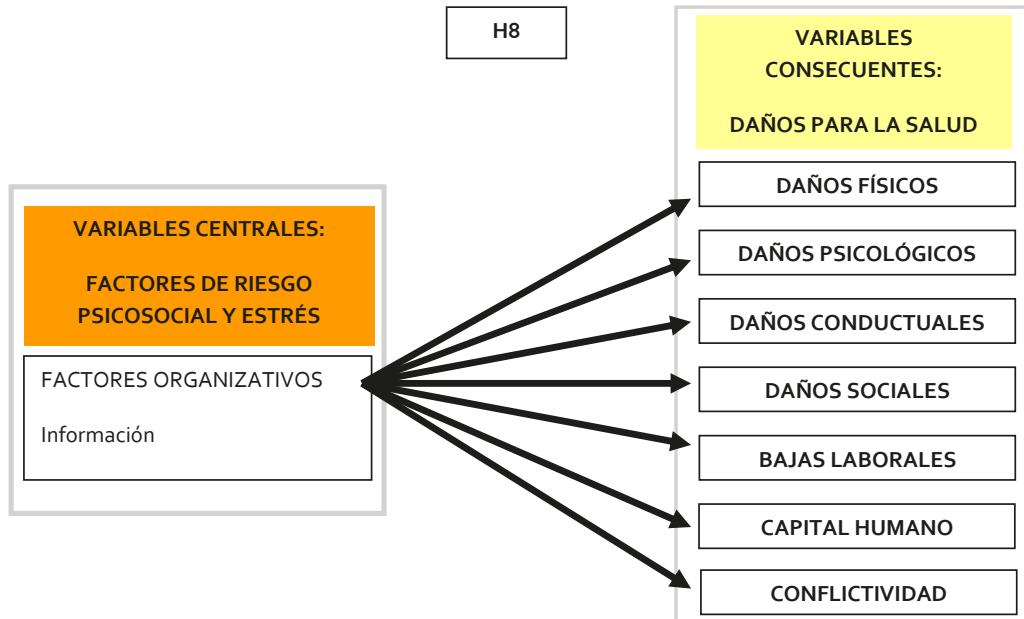 H8
VARIABLES CENTRALES:
FACTORES DE RIESGO
PSICOSOCIAL Y ESTRÉS
FACTORES ORGANIZATIVOS
Información
VARIABLES
CONSECUENTES:
DAÑOS PARA LA SALUD
DAÑOS FÍSICOS
DAÑOS PSICOLÓGICOS
DAÑOS CONDUCTUALES
DAÑOS SOCIALES
BAJAS LABORALES
CAPITAL HUMANO
CONFLICTIVIDAD